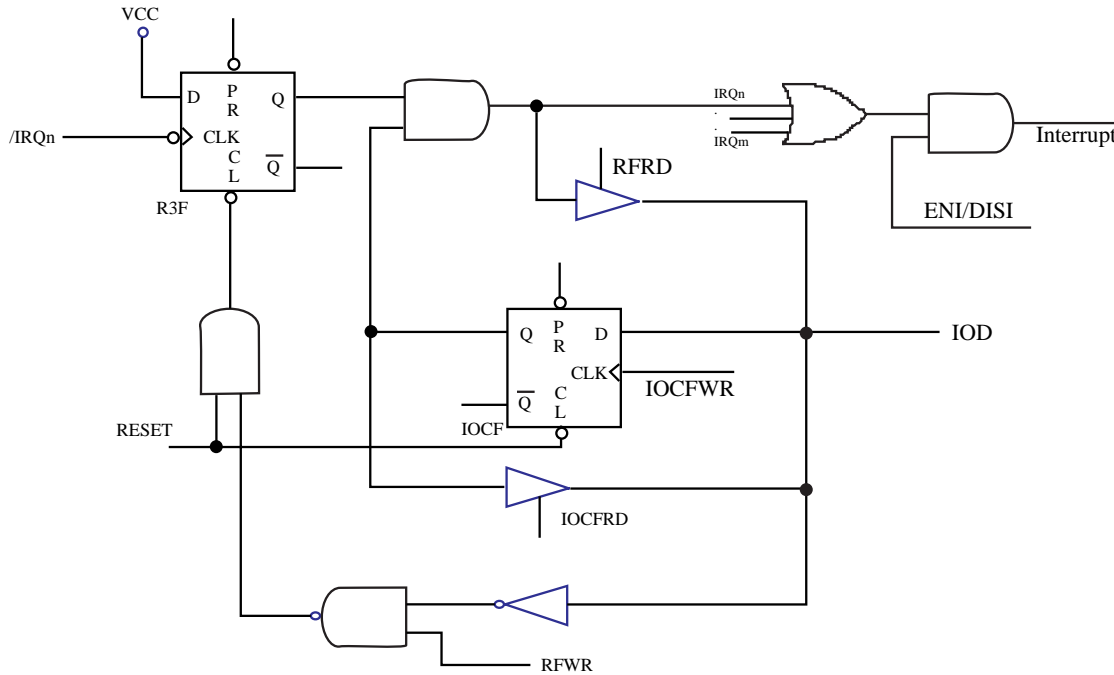 VCC
D
P
R
Q
IRQn
.
.
IRQm
/IRQn
CLK
C
L
Q
Interrupt
R3F
RFRD
ENI/DISI
Q
P
R
D
IOD
CLK
IOCFWR
Q
C
L
IOCF
RESET
IOCFRD
RFWR